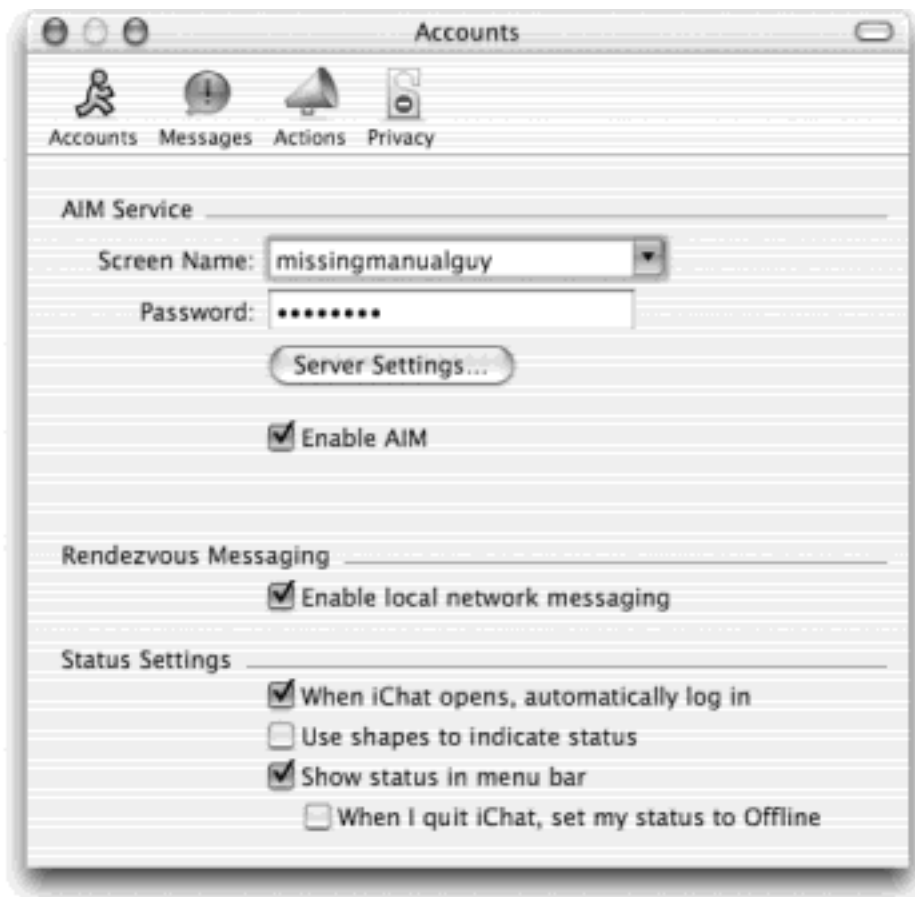 Accounts
Accounts Messages Actions Privacy
AIM Service
Screen Name: missingmanualguy
Password: ••••••••
Server Settings...
Enable AIM
Rendezvous Messaging
Enable local network messaging
Status Settings
When iChat opens, automatically log in
Use shapes to indicate status
Show status in menu bar
When I quit iChat, set my status to Offline